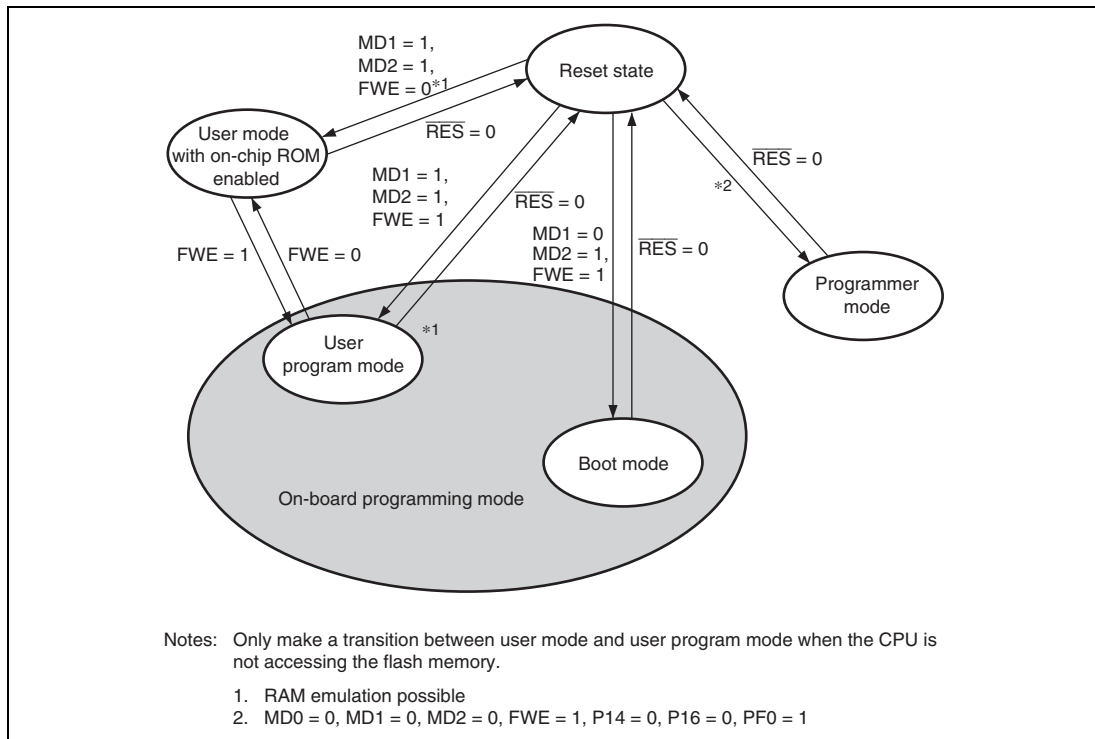 MD1 = 1,
MD2 = 1,
FWE = 0*1
Reset state
RES = 0
User mode
with on-chip ROM
enabled
MD1 = 1,
MD2 = 1,
FWE = 1
RES = 0
RES = 0
*2
MD1 = 0
MD2 = 1,
FWE = 1
RES = 0
FWE = 1
FWE = 0
Programmer
mode
User
program mode
*1
Boot mode
On-board programming mode
Notes: Only make a transition between user mode and user program mode when the CPU is
not accessing the flash memory.
1. RAM emulation possible
2. MD0 = 0, MD1 = 0, MD2 = 0, FWE = 1, P14 = 0, P16 = 0, PF0 = 1